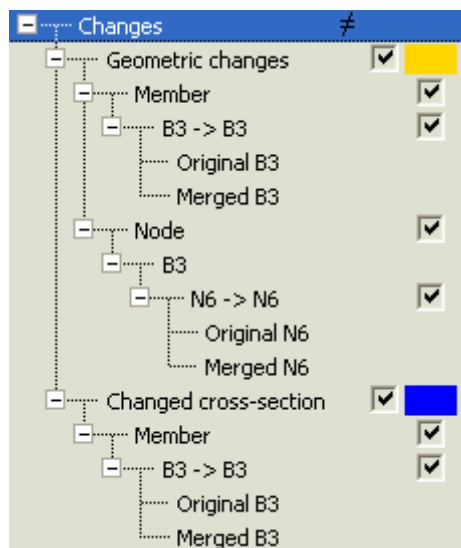 Changes ≠
Geometric changes
Member
B3 -> B3
Original B3
Merged B3
Node
B3
N6 -> N6
Original N6
Merged N6
Changed cross-section
Member
B3 -> B3
Original B3
Merged B3